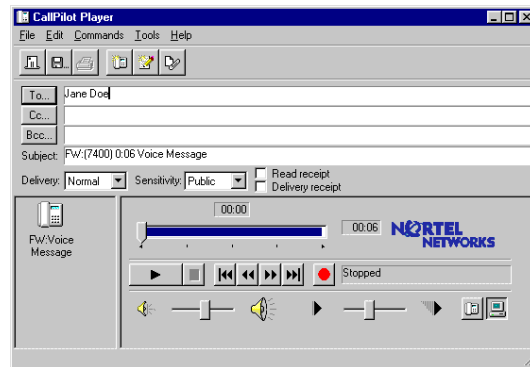 CallPilot Player
File Edit Commands Tools Help
To... Jane Doe
Cc...
Bcc...
Subject: FW:(7400) 0:06 Voice Message
Delivery: Normal Sensitivity: Public Read receipt
Delivery receipt
FW:Voice
Message
00:00
00:06
NORTEL
NETWORKS
Stopped